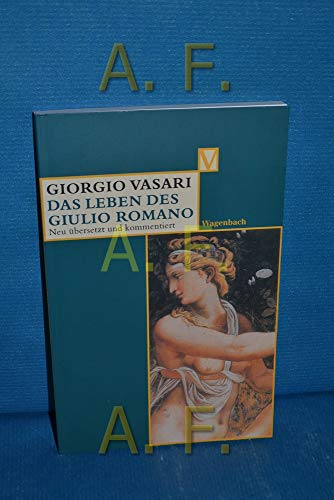 A. F.
V
GIORGIO VASARI
DAS LEBEN DES
GIULIO ROMANO
Neu übersetzt und kommentiert
Wagenbach
A. F.
A. F.